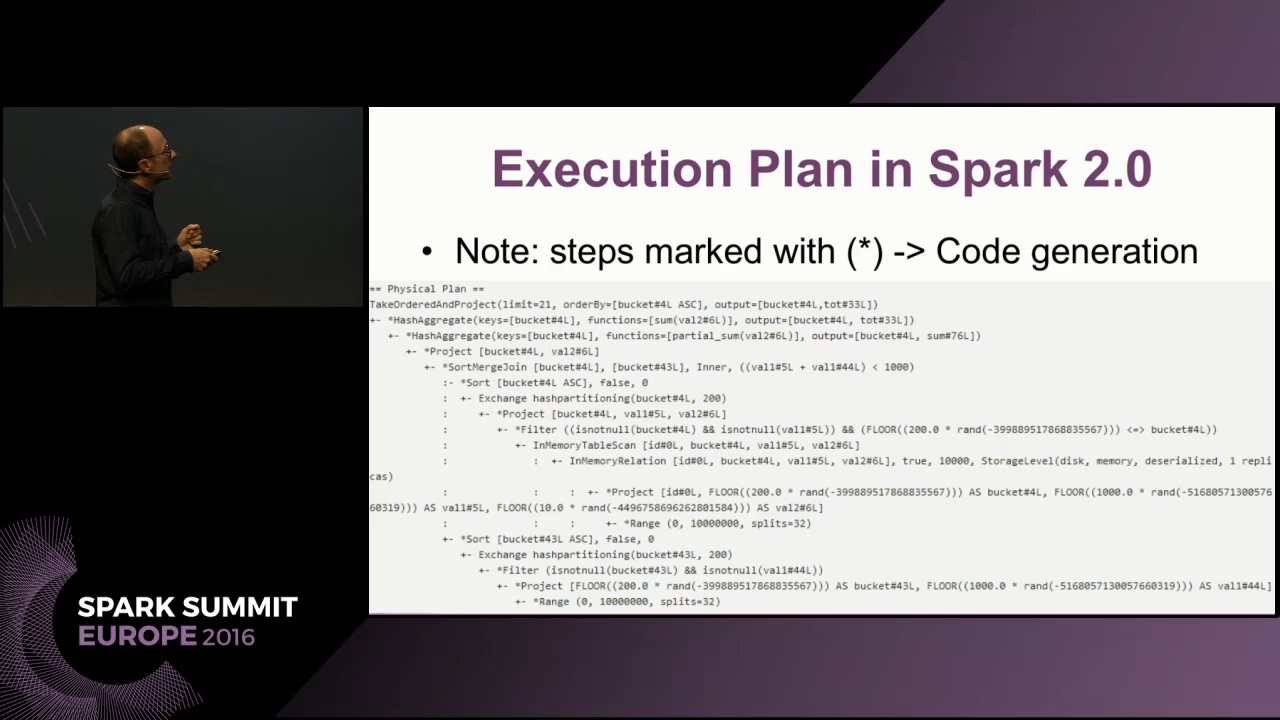 Execution Plan in Spark 2.0
• Note: steps marked with (*) -> Code generation
== Physical Plan ==
TakeOrderedAndProject(limit=21, orderBy=[bucket#4L ASC], output=[bucket#4L,tot#33L])
+- *HashAggregate(keys=[bucket#4L], functions=[sum(val2#6L)], output=[bucket#4L, tot#33L])
+- *HashAggregate(keys=[bucket#4L], functions=[partial_sum(val2#6L)], output=[bucket#4L, sum#76L])
+- *Project [bucket#4L, val2#6L]
+- *SortMergeJoin [bucket#4L], [bucket#43L], Inner, ((val1#5L + val1#44L) < 1000)
:- *Sort [bucket#4L ASC], false, 0
: +- Exchange hashpartitioning(bucket#4L, 200)
: +- *Project [bucket#4L, val1#5L, val2#6L]
: +- *Filter ((isnotnull(bucket#4L) && isnotnull(val1#5L)) && (FLOOR((200.0 * rand(-399889517868835567))) <=> bucket#4L))
: +- InMemoryTableScan [id#0L, bucket#4L, val1#5L, val2#6L]
: : +- InMemoryRelation [id#0L, bucket#4L, val1#5L, val2#6L], true, 10000, StorageLevel(disk, memory, deserialized, 1 repli
cas)
: : : +- *Project [id#0L, FLOOR((200.0 * rand(-399889517868835567))) AS bucket#4L, FLOOR((1000.0 * rand(-51680571300576
60319))) AS val1#5L, FLOOR((10.0 * rand(-4496758696262801584))) AS val2#6L]
: : : +- *Range (0, 10000000, splits=32)
+- *Sort [bucket#43L ASC], false, 0
+- Exchange hashpartitioning(bucket#43L, 200)
+- *Filter (isnotnull(bucket#43L) && isnotnull(val1#44L))
+- *Project [FLOOR((200.0 * rand(-399889517868835567))) AS bucket#43L, FLOOR((1000.0 * rand(-5168057130057660319))) AS val1#44L]
+- *Range (0, 10000000, splits=32)
SPARK SUMMIT
EUROPE 2016